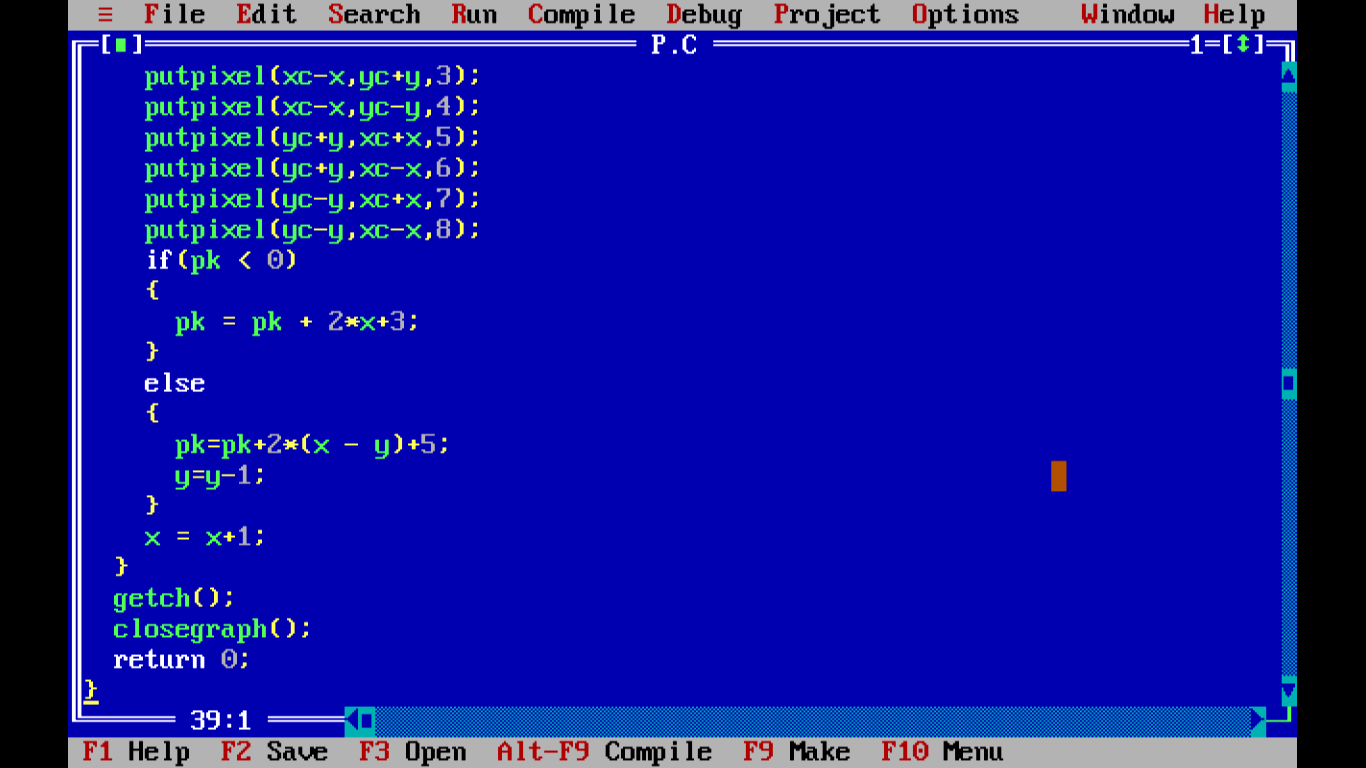 ≡ File Edit Search Run Compile Debug Project Options Window Help
[■] P.C 1=[↕]
putpixel(xc-x,yc+y,3);
putpixel(xc-x,yc-y,4);
putpixel(yc+y,xc+x,5);
putpixel(yc+y,xc-x,6);
putpixel(yc-y,xc+x,7);
putpixel(yc-y,xc-x,8);
if(pk < 0)
{
pk = pk + 2*x+3;
}
else
{
pk=pk+2*(x - y)+5;
y=y-1;
}
x = x+1;
}
getch();
closegraph();
return 0;
}
39:1
F1 Help F2 Save F3 Open Alt-F9 Compile F9 Make F10 Menu